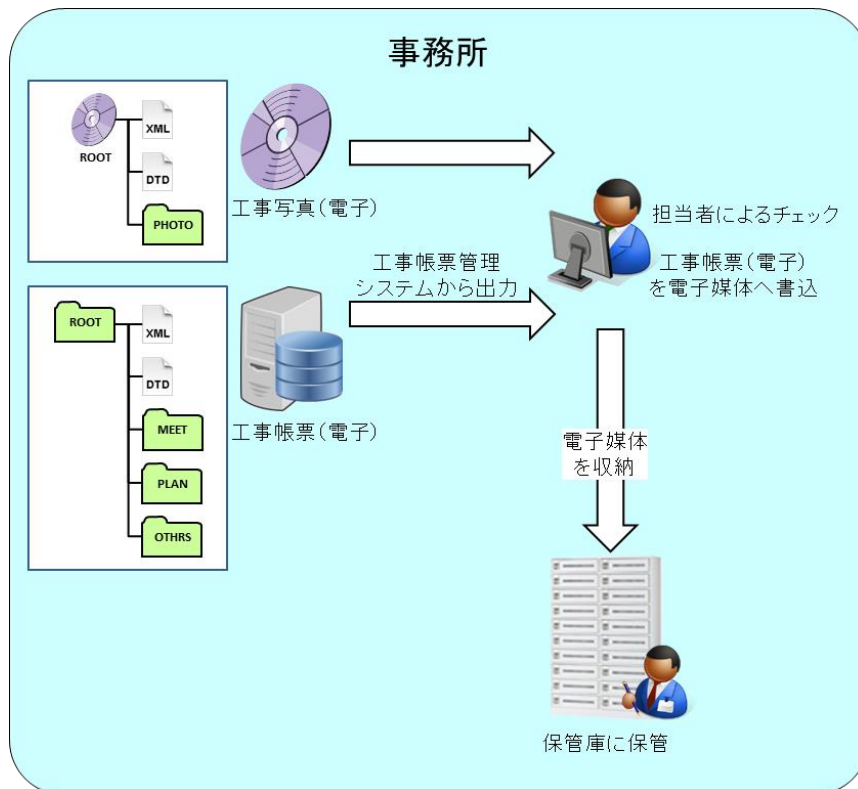 事務所
ROOT
XML
DTD
PHOTO
工事写真(電子)
担当者によるチェック
工事帳票管理
システムから出力
工事帳票(電子)
を電子媒体へ書込
ROOT
XML
DTD
MEET
PLAN
OTHRS
工事帳票(電子)
電子媒体
を収納
保管庫に保管